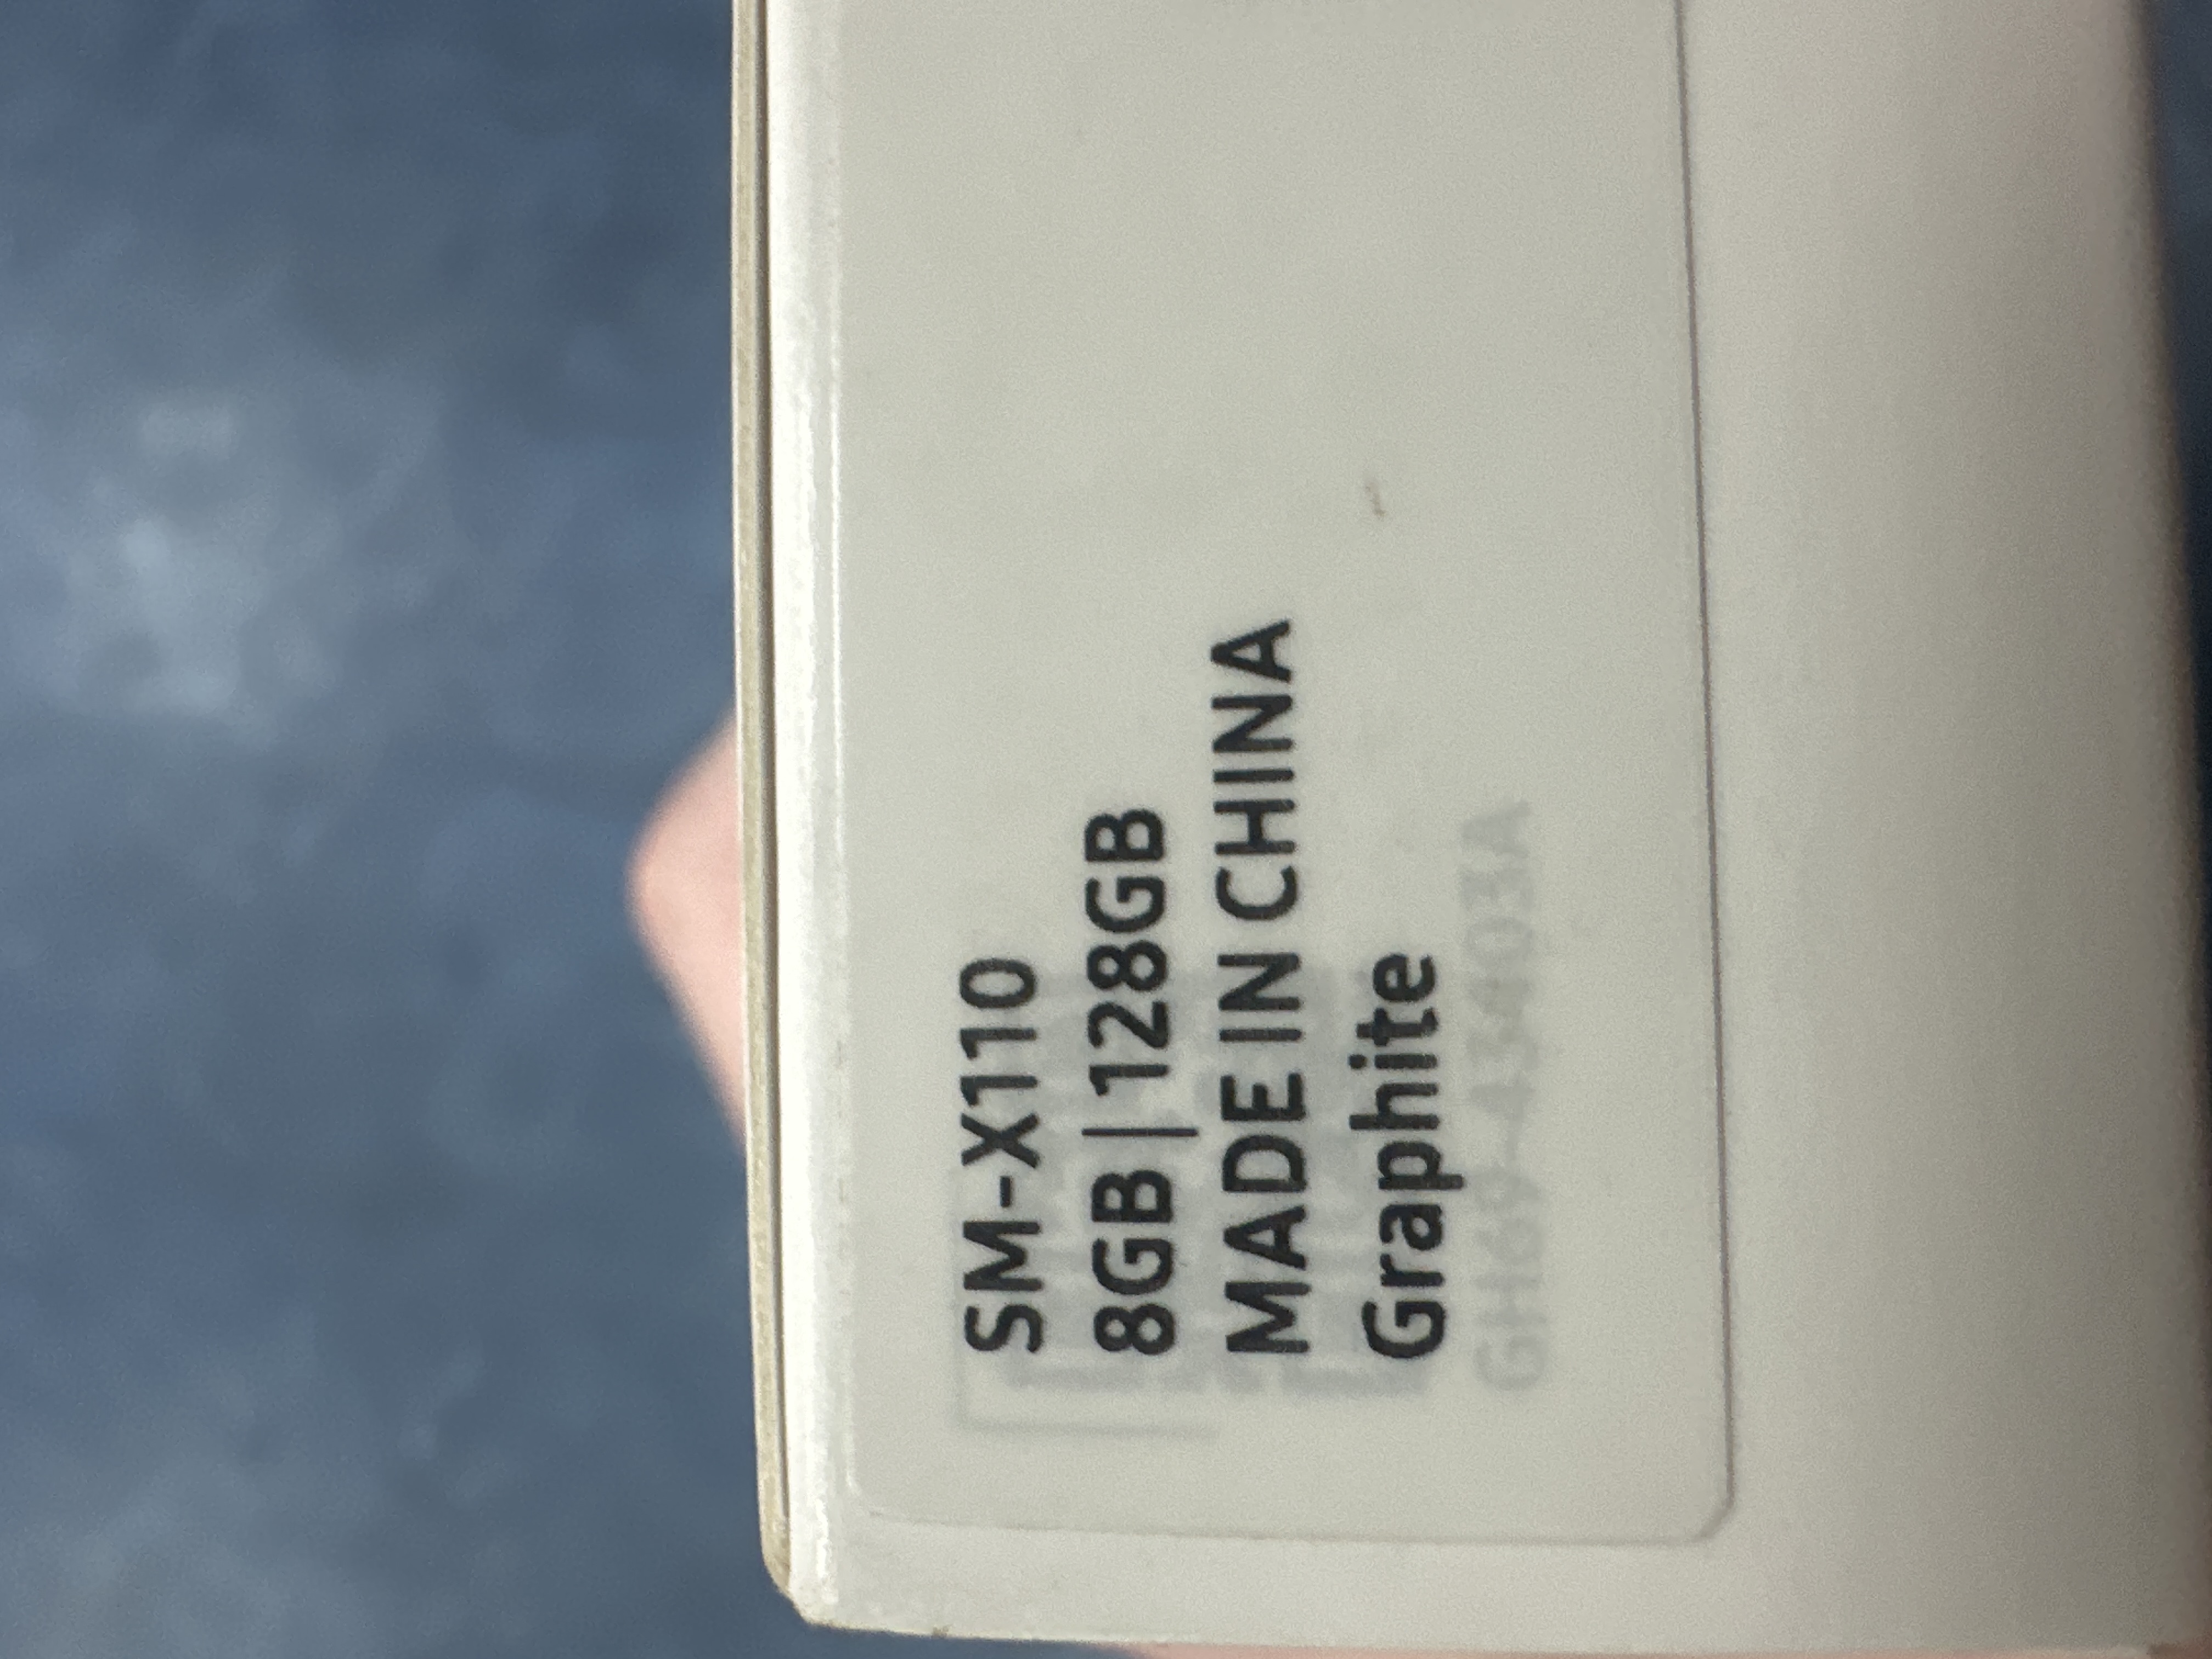 SM-X110
8GB | 128GB
MADE IN CHINA
Graphite